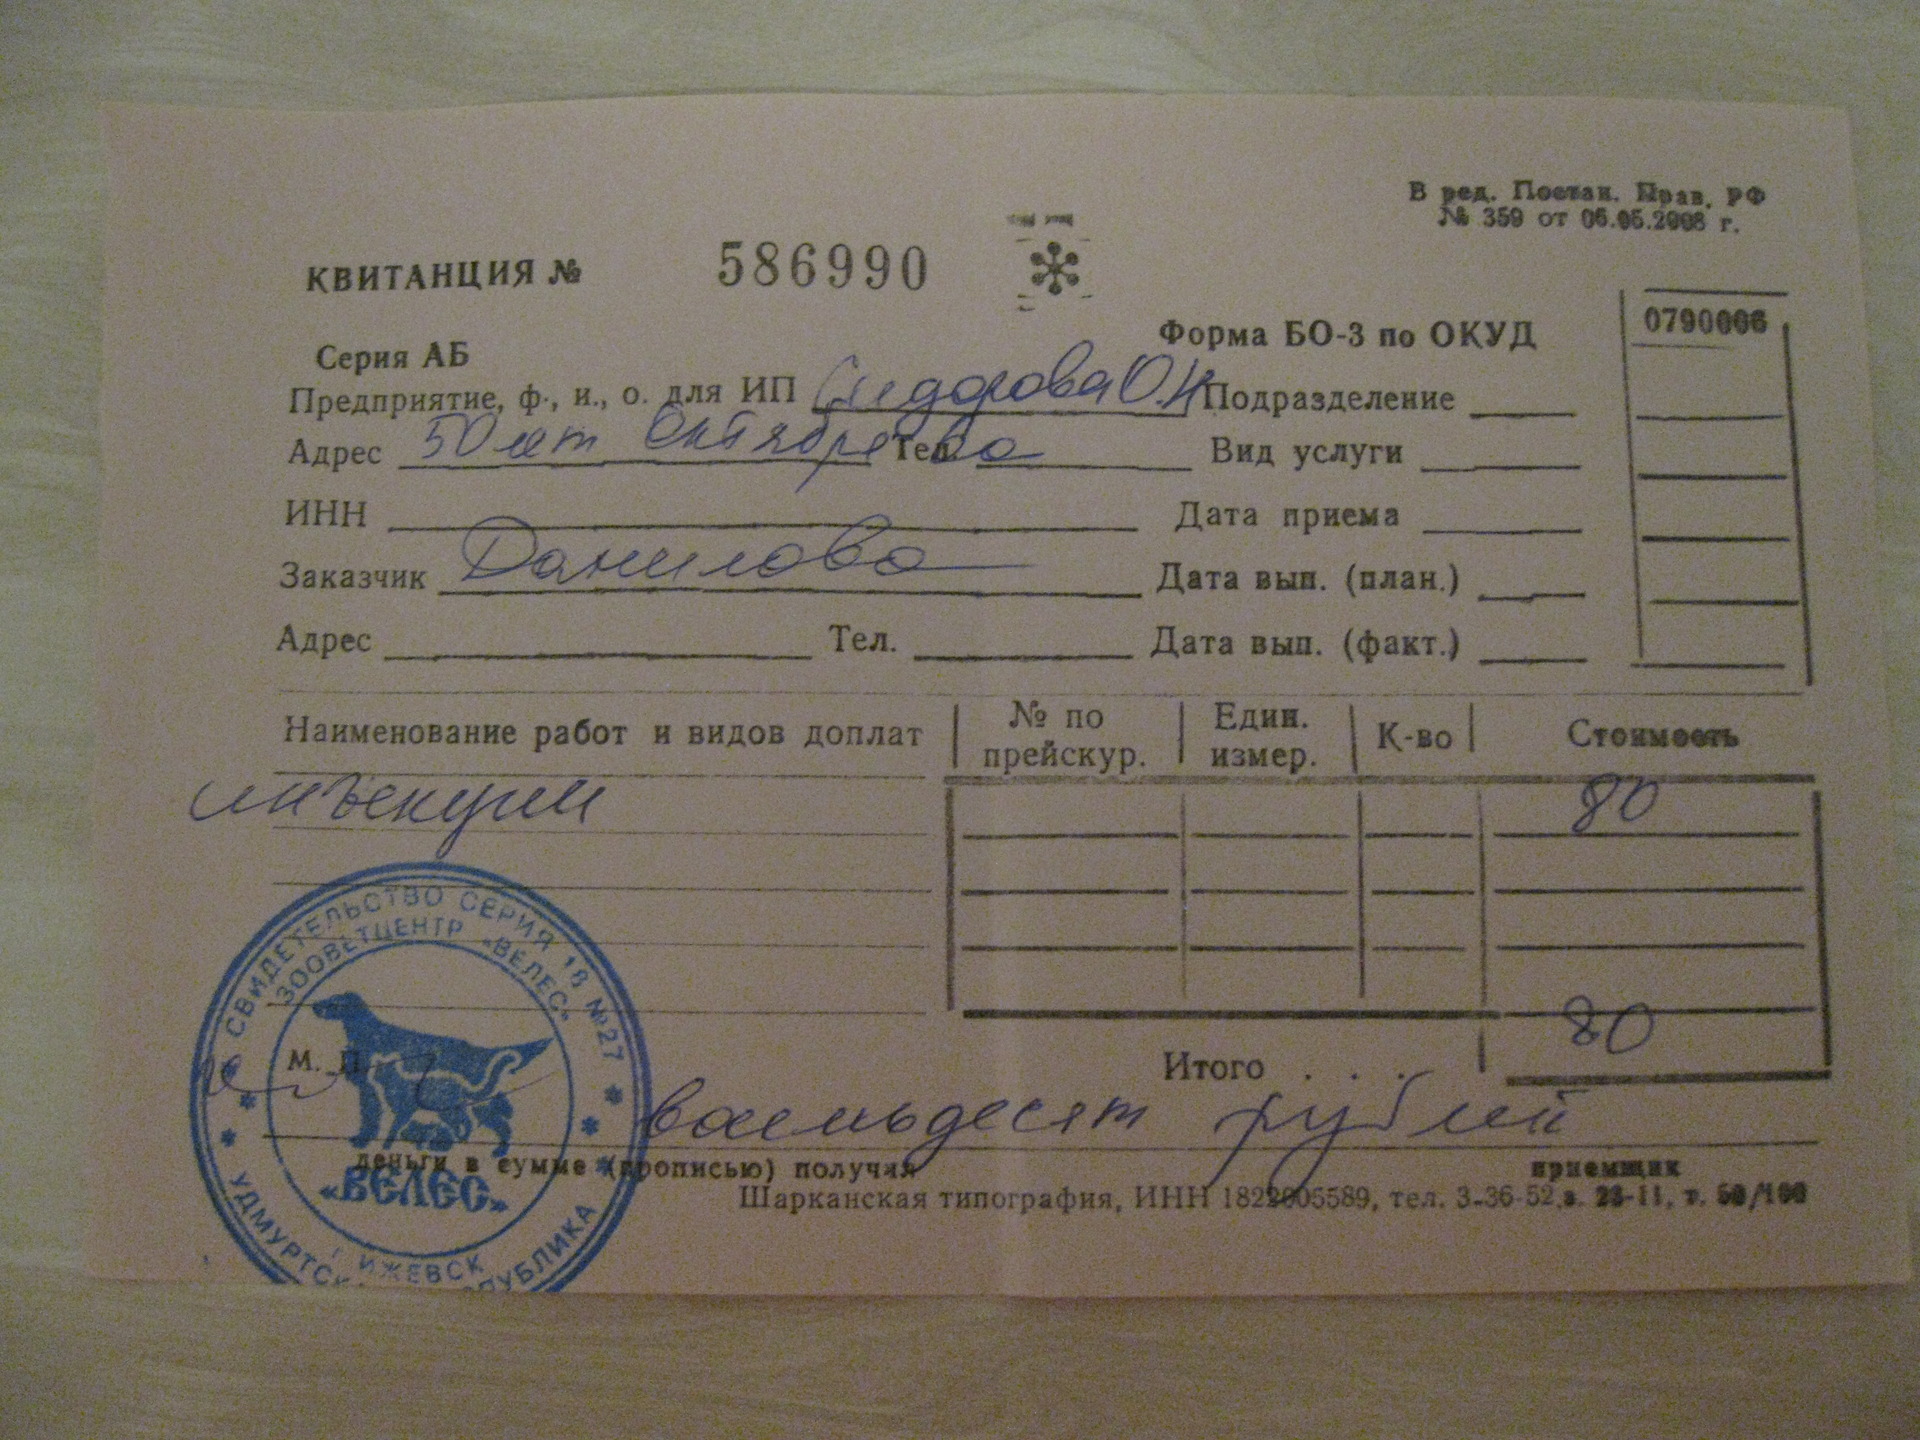 В ред. Постан. Прав. РФ
№ 359 от 06.05.2008 г.
КВИТАНЦИЯ № 586990
Форма БО-3 по ОКУД 0790006
Серия АБ
Предприятие, ф., и., о. для ИП Сидорова О.Н Подразделение
Адрес 50 лет Октября Тел. Вид услуги
ИНН Дата приема
Заказчик Данилова Дата вып. (план.)
Адрес Тел. Дата вып. (факт.)
Наименование работ и видов доплат № по прейскур. Един. измер. К-во Стоимость
инъекции 80
СВИДЕТЕЛЬСТВО СЕРИЯ 18 №27
ЗООВЕТЦЕНТР «ВЕЛЕС»
М. П.
Итого . . . 80
восемьдесят рублей
деньги в сумме (прописью) получил приемщик
«ВЕЛЕС»
Шарканская типография, ИНН 1822005589, тел. 3-36-52, з. 23-11, т. 50/100
г. ИЖЕВСК